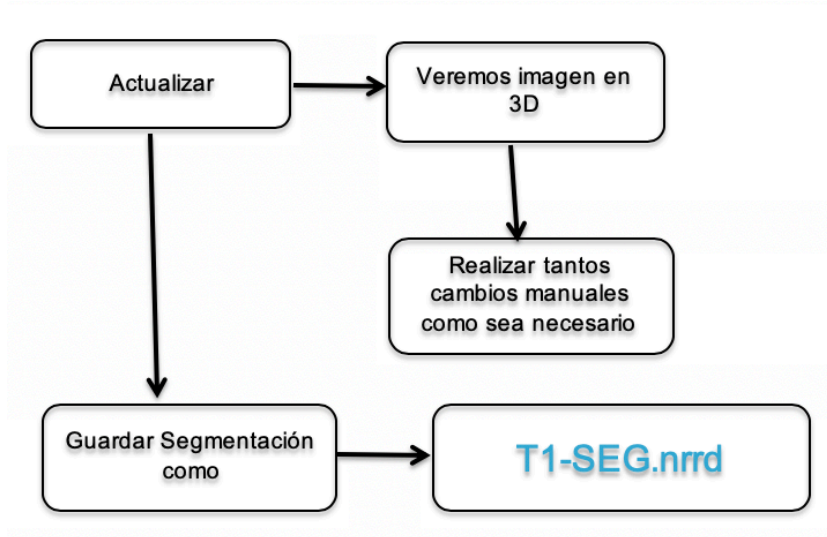 Actualizar
Veremos imagen en
3D
Realizar tantos
cambios manuales
como sea necesario
Guardar Segmentación
como
T1-SEG.nrrd